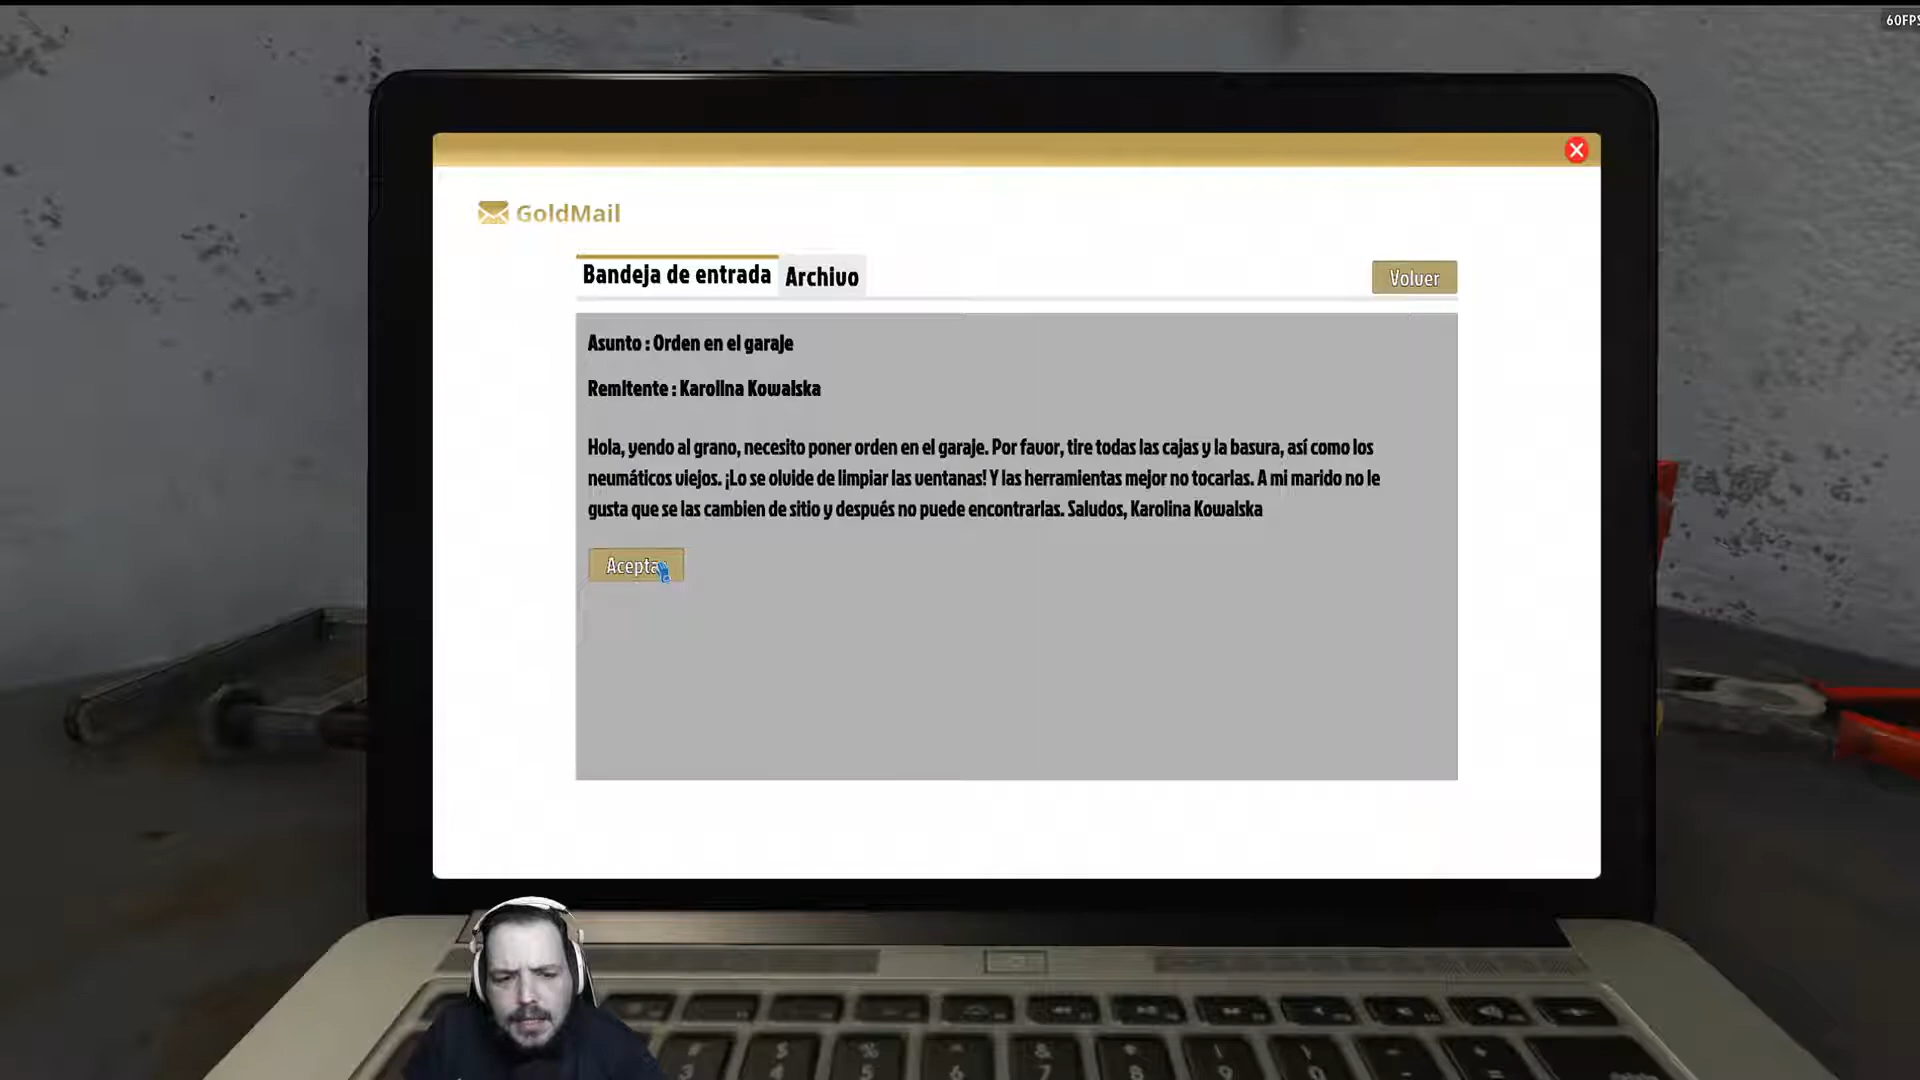 60FPS
GoldMail
Bandeja de entrada Archivo
Volver
Asunto : Orden en el garaje
Remitente : Karolina Kowalska
Hola, yendo al grano, necesito poner orden en el garaje. Por favor, tire todas las cajas y la basura, así como los
neumáticos viejos. ¡Lo se olvide de limpiar las ventanas! Y las herramientas mejor no tocarlas. A mi marido no le
gusta que se las cambien de sitio y después no puede encontrarlas. Saludos, Karolina Kowalska
Acepta